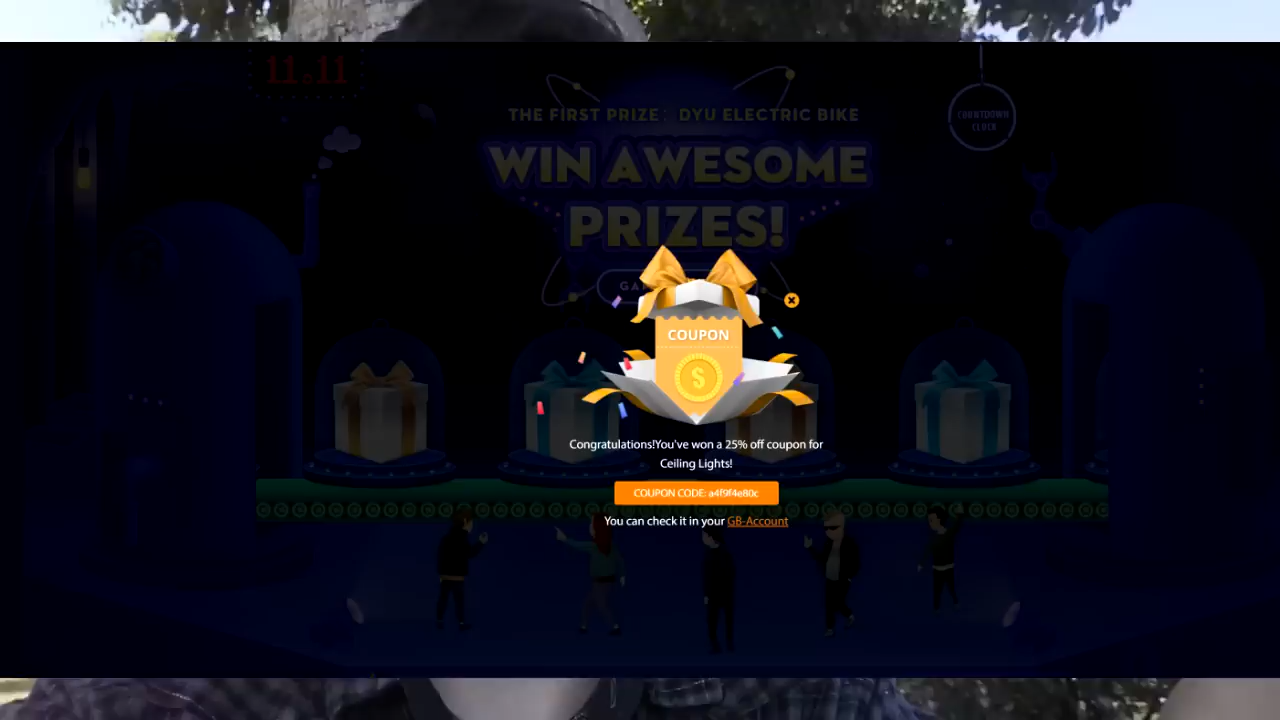 11.11
THE FIRST PRIZE: DYU ELECTRIC BIKE
COUNTDOWN
CLOCK
WIN AWESOME
PRIZES!
COUPON
$
Congratulations!You've won a 25% off coupon for
Ceiling Lights!
COUPON CODE: a4f9f4e80c
You can check it in your GB-Account